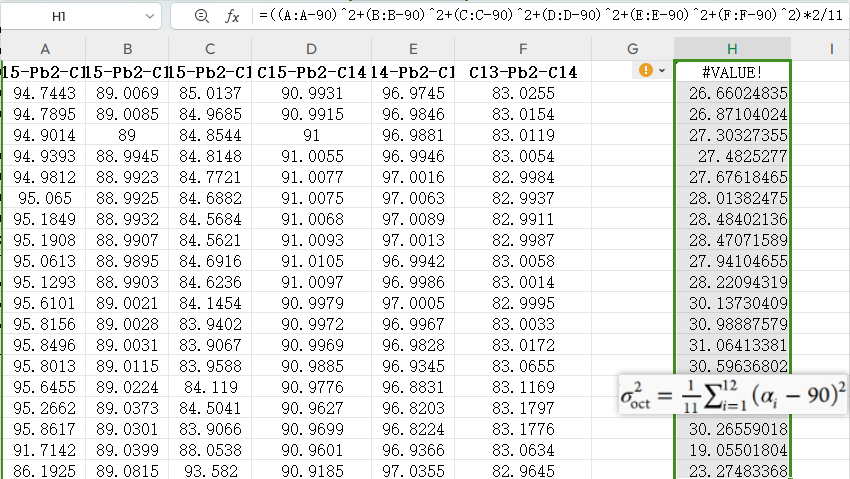 H1 fx =((A:A-90)^2+(B:B-90)^2+(C:C-90)^2+(D:D-90)^2+(E:E-90)^2+(F:F-90)^2)*2/11
A B C D E F G H I
15-Pb2-C1 15-Pb2-C1 15-Pb2-C1 C15-Pb2-C14 14-Pb2-C1 C13-Pb2-C14 #VALUE!
94.7443 89.0069 85.0137 90.9931 96.9745 83.0255 26.66024835
94.7895 89.0085 84.9685 90.9915 96.9846 83.0154 26.87104024
94.9014 89 84.8544 91 96.9881 83.0119 27.30327355
94.9393 88.9945 84.8148 91.0055 96.9946 83.0054 27.4825277
94.9812 88.9923 84.7721 91.0077 97.0016 82.9984 27.67618465
95.065 88.9925 84.6882 91.0075 97.0063 82.9937 28.01382475
95.1849 88.9932 84.5684 91.0068 97.0089 82.9911 28.48402136
95.1908 88.9907 84.5621 91.0093 97.0013 82.9987 28.47071589
95.0613 88.9895 84.6916 91.0105 96.9942 83.0058 27.94104655
95.1293 88.9903 84.6236 91.0097 96.9986 83.0014 28.22094319
95.6101 89.0021 84.1454 90.9979 97.0005 82.9995 30.13730409
95.8156 89.0028 83.9402 90.9972 96.9967 83.0033 30.98887579
95.8496 89.0031 83.9067 90.9969 96.9828 83.0172 31.06413381
95.8013 89.0115 83.9588 90.9885 96.9345 83.0655 30.59636802
95.6455 89.0224 84.119 90.9776 96.8831 83.1169
σ²oct = 1/11 ∑¹²i=1 (αi − 90)²
95.2662 89.0373 84.5041 90.9627 96.8203 83.1797
95.8617 89.0301 83.9066 90.9699 96.8224 83.1776 30.26559018
91.7142 89.0399 88.0538 90.9601 96.9366 83.0634 19.05501804
86.1925 89.0815 93.582 90.9185 97.0355 82.9645 23.27483368